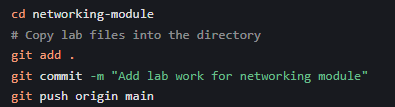 cd networking-module
# Copy lab files into the directory
git add .
git commit -m "Add lab work for networking module"
git push origin main